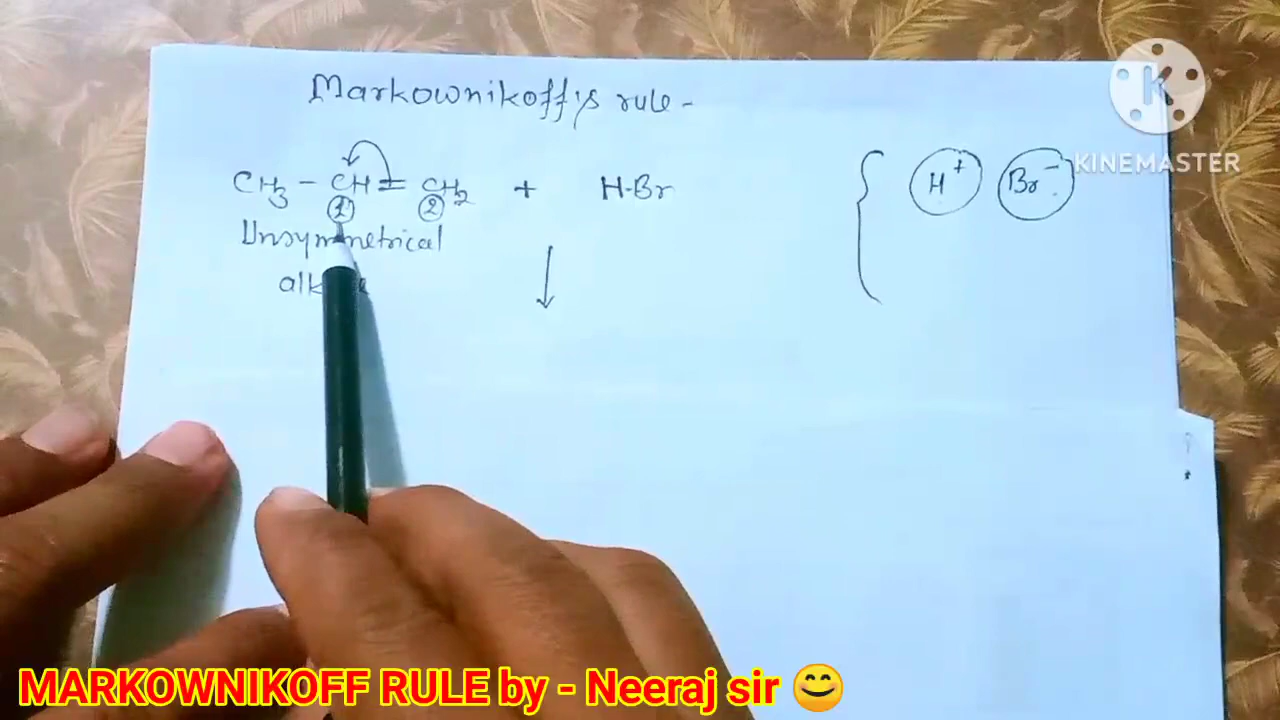 Markownikoff's rule -
CH3 - CH = CH2 + H-Br
1 2
Unsymmetrical
H+ Br-
K
KINEMASTER
MARKOWNIKOFF RULE by - Neeraj sir 😊